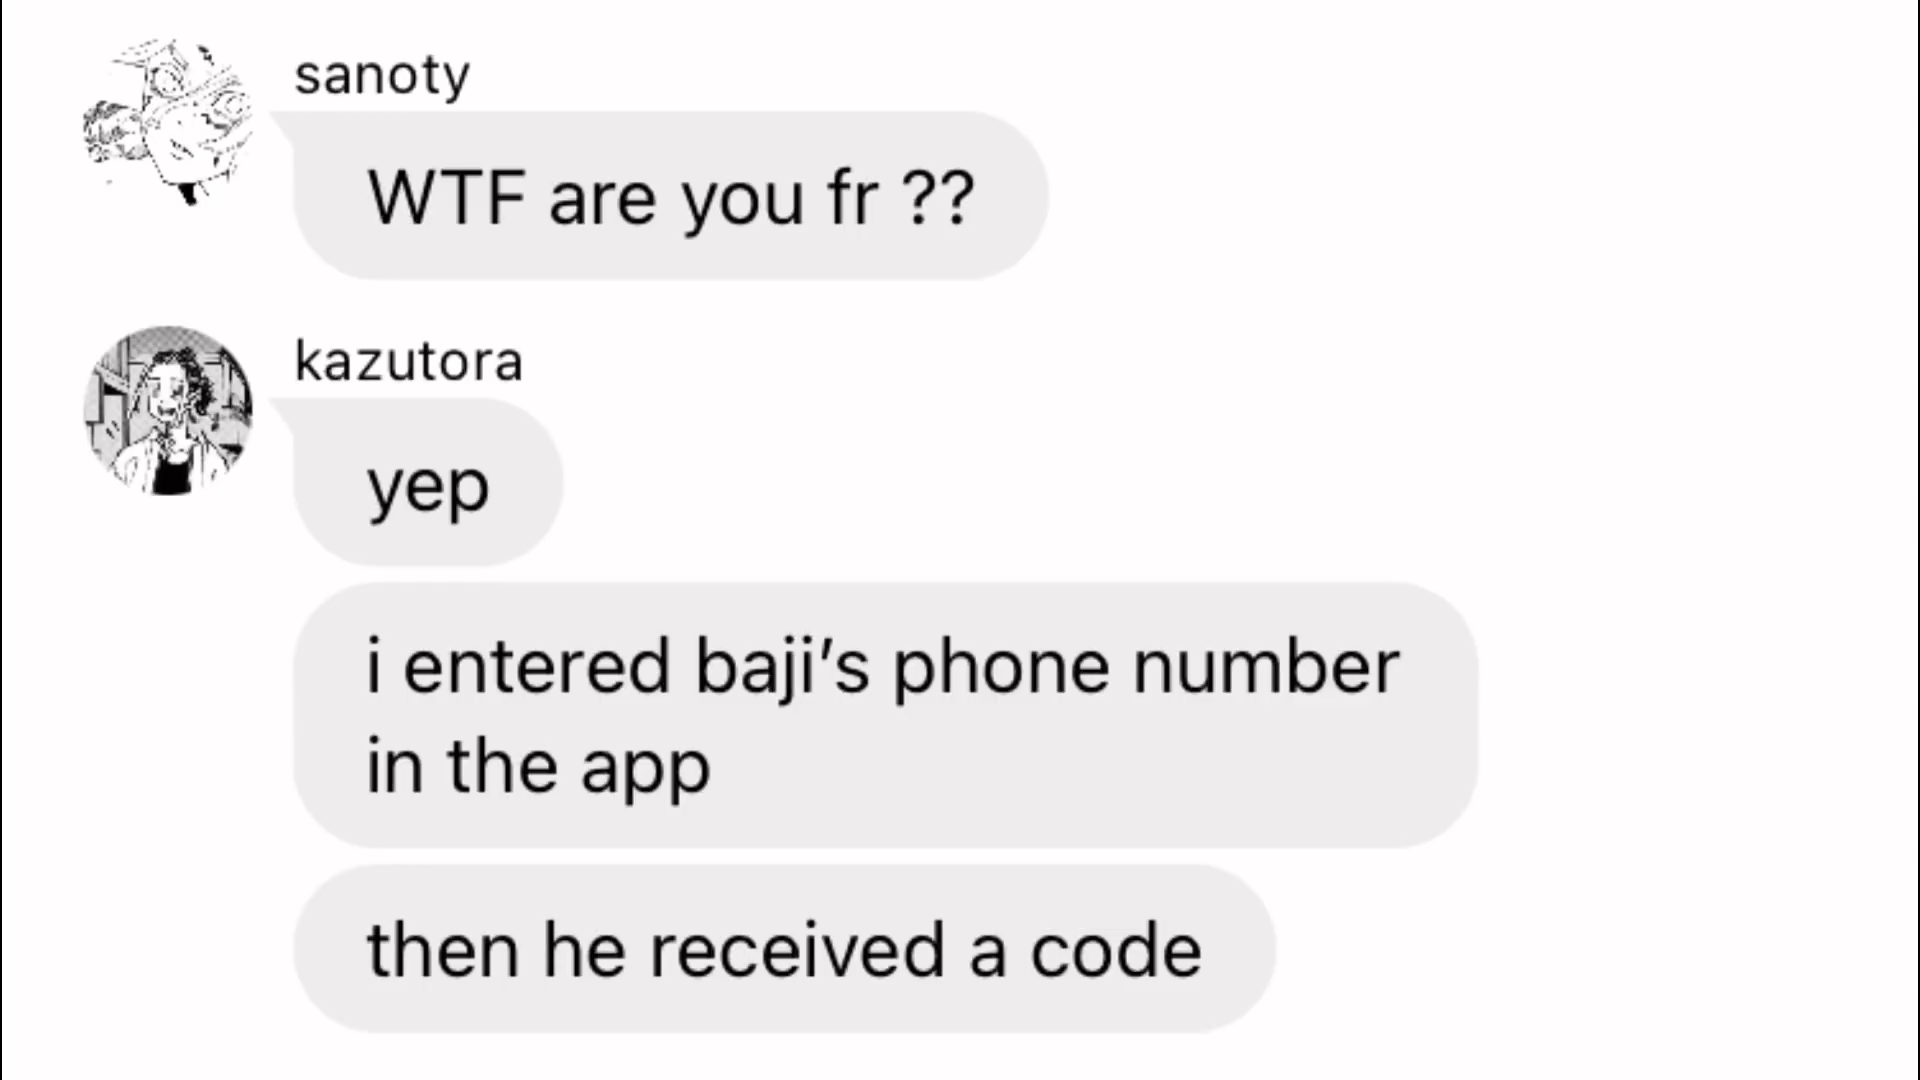 sanoty
WTF are you fr ??
kazutora
yep
i entered baji’s phone number
in the app
then he received a code